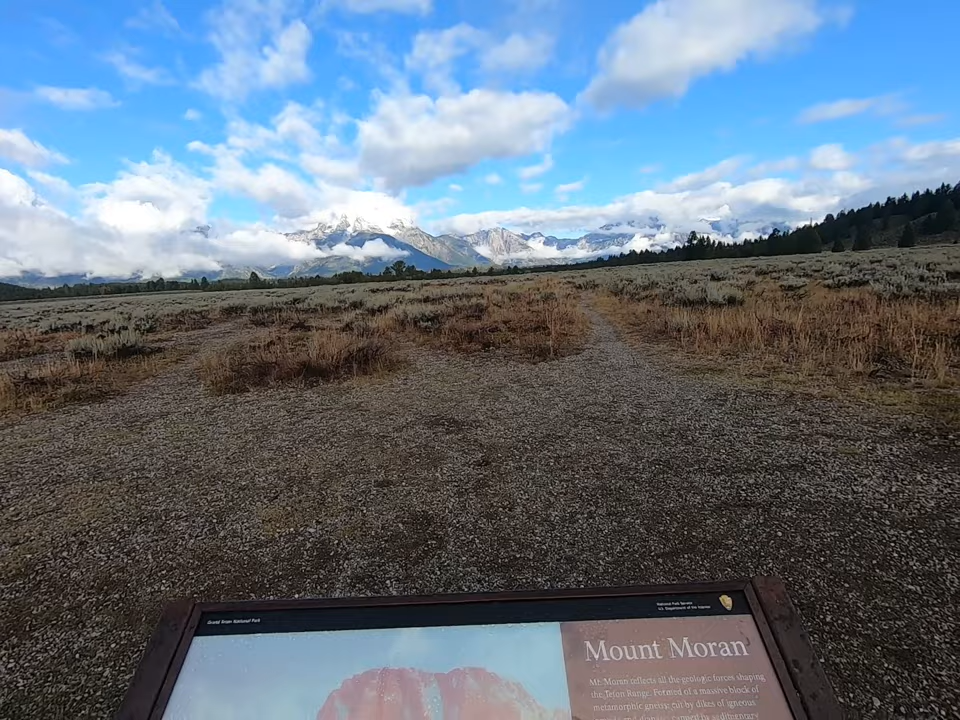 Grand Teton National Park
National Park Service
U.S. Department of the Interior
Mount Moran
Mt. Moran reflects all the geologic forces shaping
the Teton Range. Formed of a massive block of
metamorphic gneiss cut by dikes of igneous
by sedimentary